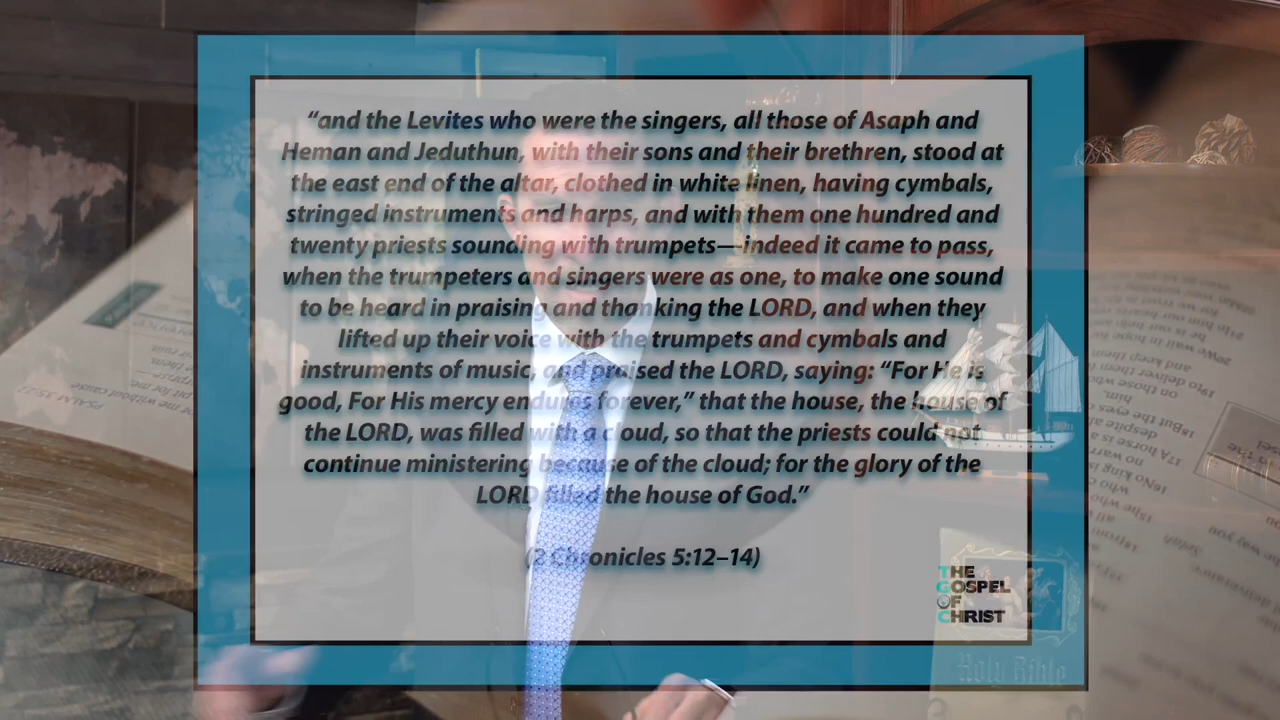 “and the Levites who were the singers, all those of Asaph and
Heman and Jeduthun, with their sons and their brethren, stood at
the east end of the altar, clothed in white linen, having cymbals,
stringed instruments and harps, and with them one hundred and
twenty priests sounding with trumpets—indeed it came to pass,
when the trumpeters and singers were as one, to make one sound
to be heard in praising and thanking the LORD, and when they
lifted up their voice with the trumpets and cymbals and
instruments of music, and praised the LORD, saying: “For He is
good, For His mercy endures forever,” that the house, the house of
the LORD, was filled with a cloud, so that the priests could not
continue ministering because of the cloud; for the glory of the
LORD filled the house of God.”
(2 Chronicles 5:12–14)
THE
GOSPEL
OF
CHRIST
Holy Bible
PSALM 35:27